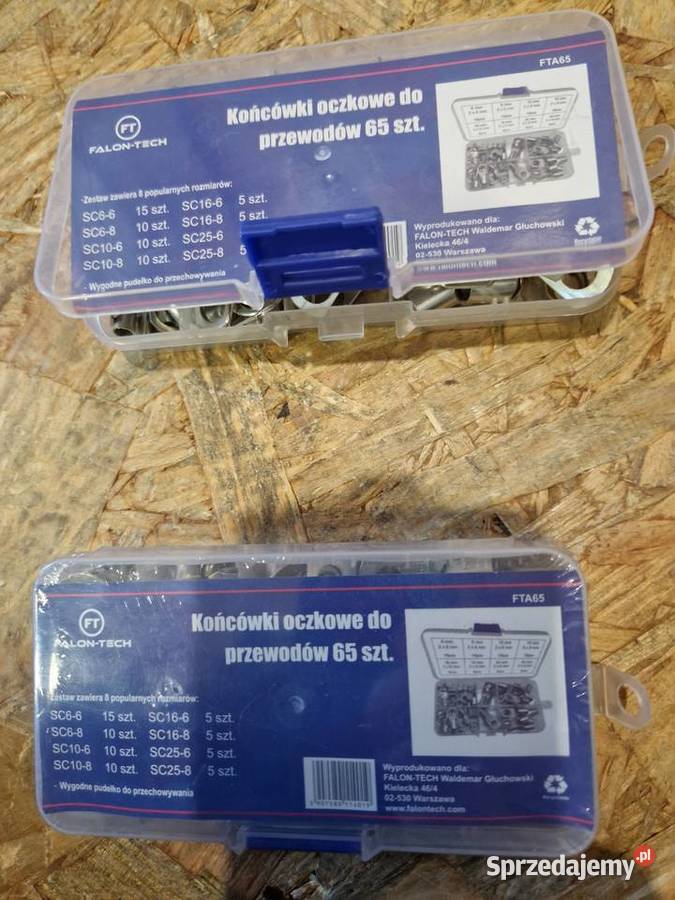 FTA65
FT
FALON-TECH
Końcówki oczkowe do
przewodów 65 szt.
-Zestaw zawiera 8 popularnych rozmiarów:
SC6-6 15 szt. SC16-6 5 szt.
SC6-8 10 szt. SC16-8 5 szt.
SC10-6 10 szt. SC25-6
SC10-8 10 szt. SC25-8 5
- Wygodne pudełko do przechowywania
Wyprodukowano dla:
FALON-TECH Waldemar Głuchowski
Kielecka 46/4
02-530 Warszawa
www.falontech.com
FTA65
FT
FALON-TECH
Końcówki oczkowe do
przewodów 65 szt.
Zestaw zawiera 8 popularnych rozmiarów:
SC6-6 15 szt. SC16-6 5 szt.
SC6-8 10 szt. SC16-8 5 szt.
SC10-6 10 szt. SC25-6 5 szt.
SC10-8 10 szt. SC25-8 5 szt.
- Wygodne pudełko do przechowywania
Wyprodukowano dla:
FALON-TECH Waldemar Głuchowski
Kielecka 46/4
02-530 Warszawa
www.falontech.com
Sprzedajemy.pl